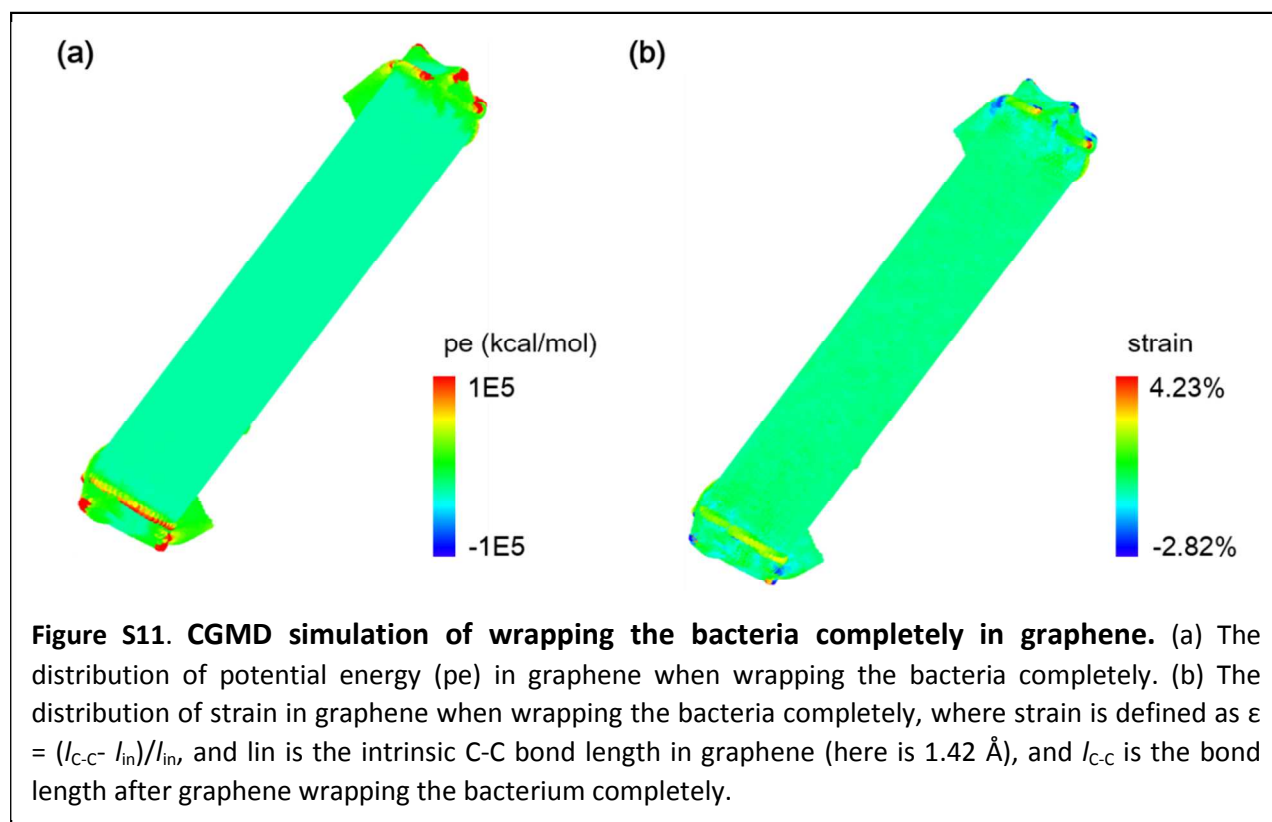 (a)
(b)
pe (kcal/mol)
1E5
-1E5
strain
4.23%
-2.82%
Figure S11. CGMD simulation of wrapping the bacteria completely in graphene. (a) The
distribution of potential energy (pe) in graphene when wrapping the bacteria completely. (b) The
distribution of strain in graphene when wrapping the bacteria completely, where strain is defined as ε
= (lC-C- lin)/lin, and lin is the intrinsic C-C bond length in graphene (here is 1.42 Å), and lC-C is the bond
length after graphene wrapping the bacterium completely.